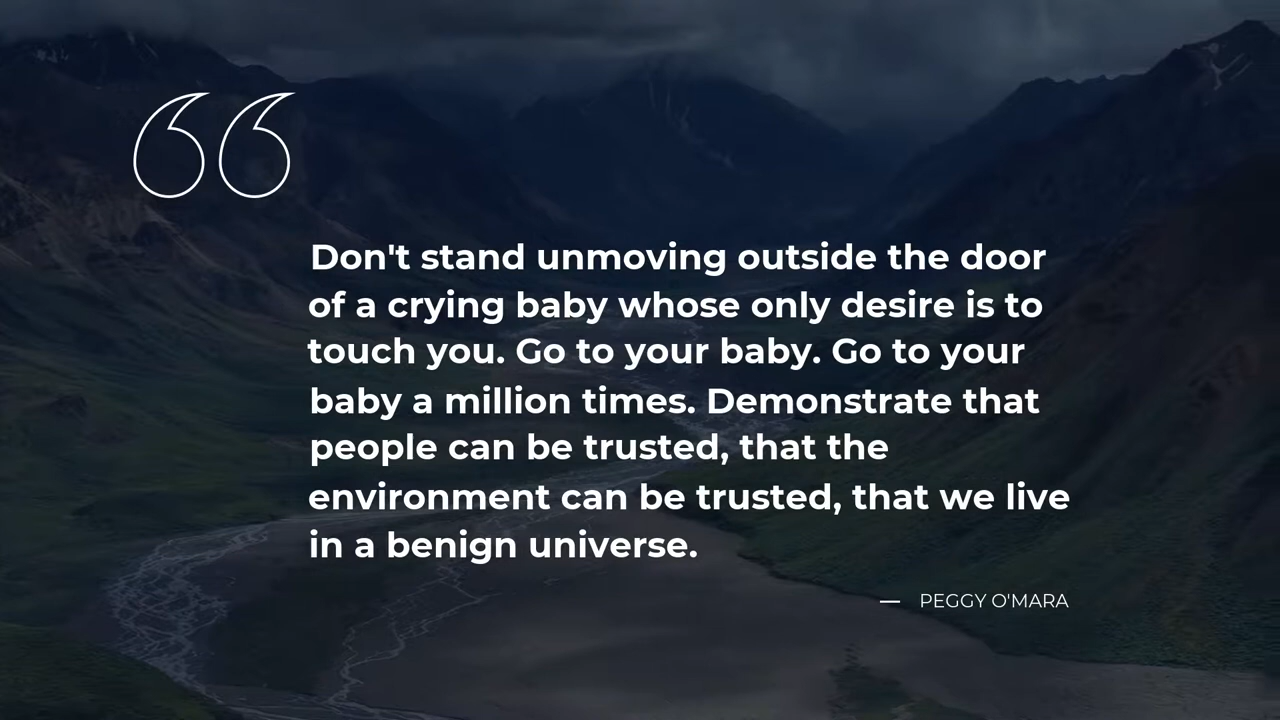 Don't stand unmoving outside the door
of a crying baby whose only desire is to
touch you. Go to your baby. Go to your
baby a million times. Demonstrate that
people can be trusted, that the
environment can be trusted, that we live
in a benign universe.
— PEGGY O'MARA